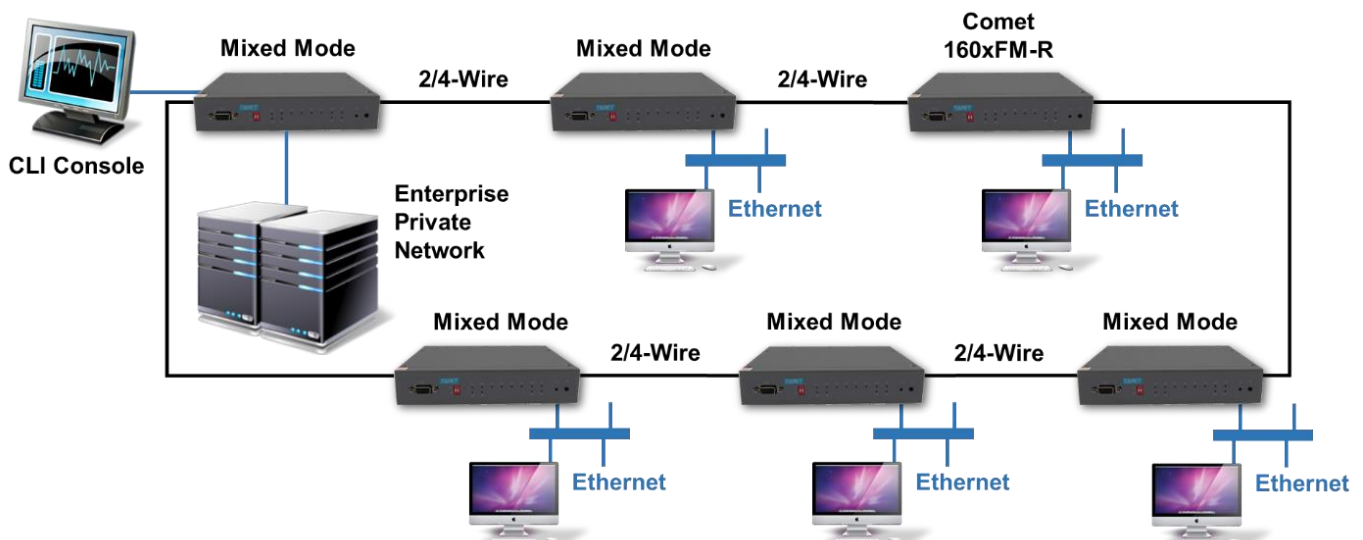 Mixed Mode
Mixed Mode
Comet
160xFM-R
2/4-Wire
2/4-Wire
CLI Console
Enterprise
Private
Network
Ethernet
Ethernet
Mixed Mode
Mixed Mode
Mixed Mode
2/4-Wire
2/4-Wire
Ethernet
Ethernet
Ethernet